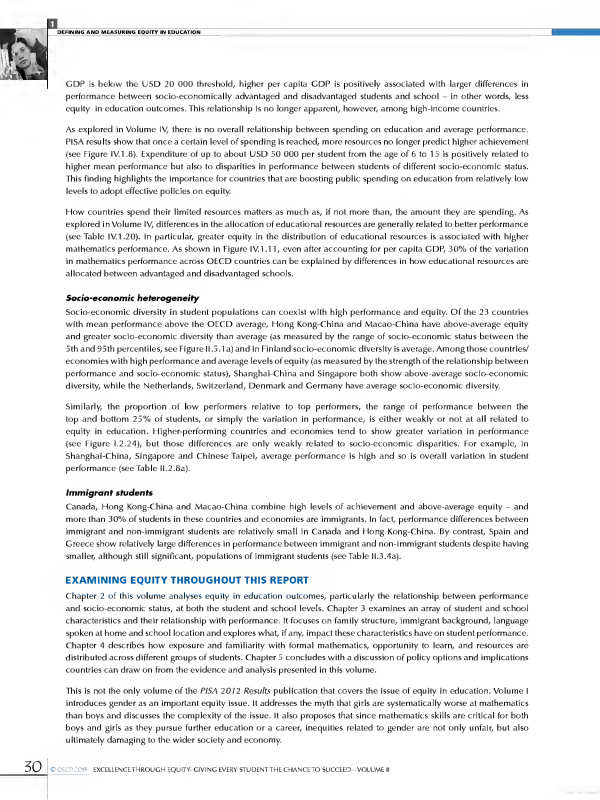 1
DEFINING AND MEASURING EQUITY IN EDUCATION
GDP is below the USD 20 000 threshold, higher per capita GDP is positively associated with larger differences in
performance between socio-economically advantaged and disadvantaged students and school – in other words, less
equity in education outcomes. This relationship is no longer apparent, however, among high-income countries.
As explored in Volume IV, there is no overall relationship between spending on education and average performance.
PISA results show that once a certain level of spending is reached, more resources no longer predict higher achievement
(see Figure IV.1.8). Expenditure of up to about USD 50 000 per student from the age of 6 to 15 is positively related to
higher mean performance but also to disparities in performance between students of different socio-economic status.
This finding highlights the importance for countries that are boosting public spending on education from relatively low
levels to adopt effective policies on equity.
How countries spend their limited resources matters as much as, if not more than, the amount they are spending. As
explored in Volume IV, differences in the allocation of educational resources are generally related to better performance
(see Table IV.1.20). In particular, greater equity in the distribution of educational resources is associated with higher
mathematics performance. As shown in Figure IV.1.11, even after accounting for per capita GDP, 30% of the variation
in mathematics performance across OECD countries can be explained by differences in how educational resources are
allocated between advantaged and disadvantaged schools.
Socio-economic heterogeneity
Socio-economic diversity in student populations can coexist with high performance and equity. Of the 23 countries
with mean performance above the OECD average, Hong Kong-China and Macao-China have above-average equity
and greater socio-economic diversity than average (as measured by the range of socio-economic status between the
5th and 95th percentiles, see Figure II.5.1a) and in Finland socio-economic diversity is average. Among those countries/
economies with high performance and average levels of equity (as measured by the strength of the relationship between
performance and socio-economic status), Shanghai-China and Singapore both show above-average socio-economic
diversity, while the Netherlands, Switzerland, Denmark and Germany have average socio-economic diversity.
Similarly, the proportion of low performers relative to top performers, the range of performance between the
top and bottom 25% of students, or simply the variation in performance, is either weakly or not at all related to
equity in education. Higher-performing countries and economies tend to show greater variation in performance
(see Figure I.2.24), but those differences are only weakly related to socio-economic disparities. For example, in
Shanghai-China, Singapore and Chinese Taipei, average performance is high and so is overall variation in student
performance (see Table II.2.8a).
Immigrant students
Canada, Hong Kong-China and Macao-China combine high levels of achievement and above-average equity – and
more than 30% of students in these countries and economies are immigrants. In fact, performance differences between
immigrant and non-immigrant students are relatively small in Canada and Hong Kong-China. By contrast, Spain and
Greece show relatively large differences in performance between immigrant and non-immigrant students despite having
smaller, although still significant, populations of immigrant students (see Table II.3.4a).
EXAMINING EQUITY THROUGHOUT THIS REPORT
Chapter 2 of this volume analyses equity in education outcomes, particularly the relationship between performance
and socio-economic status, at both the student and school levels. Chapter 3 examines an array of student and school
characteristics and their relationship with performance. It focuses on family structure, immigrant background, language
spoken at home and school location and explores what, if any, impact these characteristics have on student performance.
Chapter 4 describes how exposure and familiarity with formal mathematics, opportunity to learn, and resources are
distributed across different groups of students. Chapter 5 concludes with a discussion of policy options and implications
countries can draw on from the evidence and analysis presented in this volume.
This is not the only volume of the PISA 2012 Results publication that covers the issue of equity in education. Volume I
introduces gender as an important equity issue. It addresses the myth that girls are systematically worse at mathematics
than boys and discusses the complexity of the issue. It also proposes that since mathematics skills are critical for both
boys and girls as they pursue further education or a career, inequities related to gender are not only unfair, but also
ultimately damaging to the wider society and economy.
30 © OECD 2013 EXCELLENCE THROUGH EQUITY: GIVING EVERY STUDENT THE CHANCE TO SUCCEED – VOLUME II